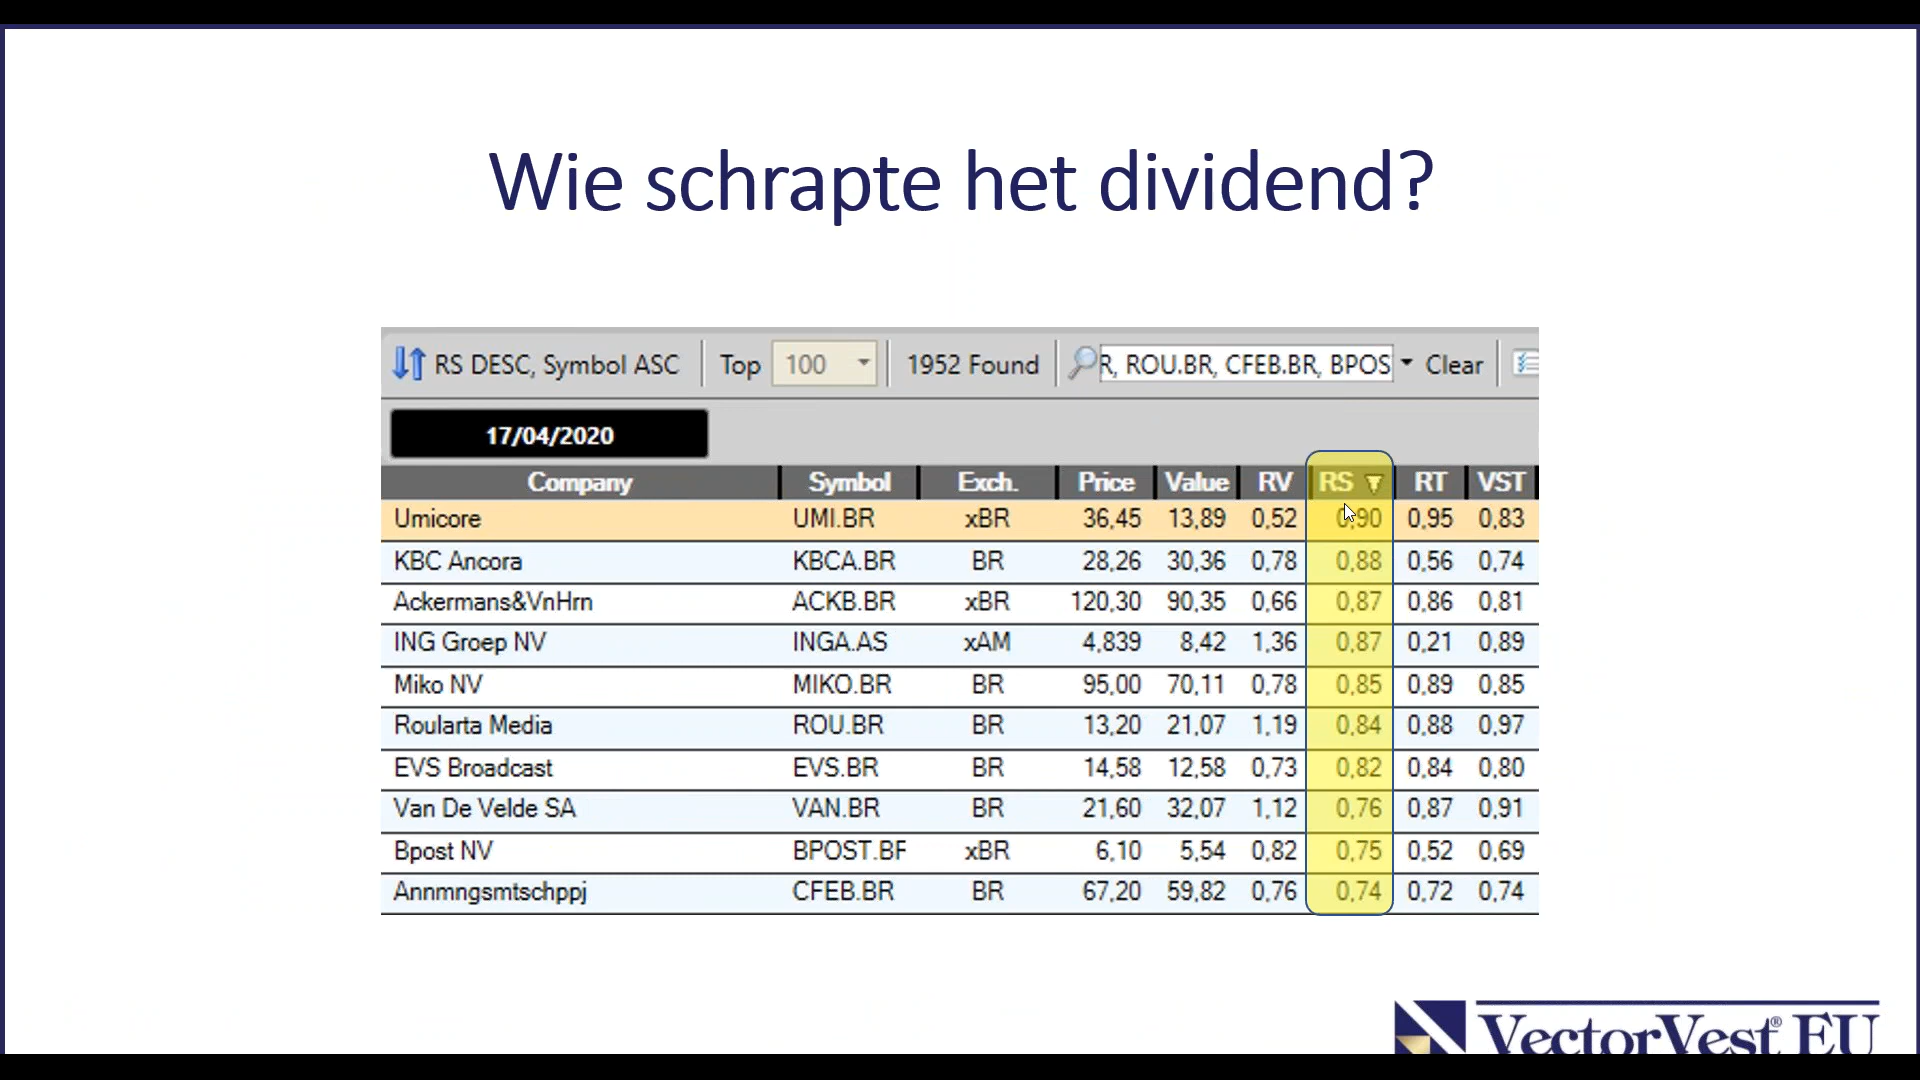 Wie schrapte het dividend?
RS DESC, Symbol ASC Top 100 1952 Found R, ROU.BR, CFEB.BR, BPOS Clear
17/04/2020
Company Symbol Exch. Price Value RV RS RT VST
Umicore UMI.BR xBR 36,45 13,89 0,52 0,90 0,95 0,83
KBC Ancora KBCA.BR BR 28,26 30,36 0,78 0,88 0,56 0,74
Ackermans&VnHrn ACKB.BR xBR 120,30 90,35 0,66 0,87 0,86 0,81
ING Groep NV INGA.AS xAM 4,839 8,42 1,36 0,87 0,21 0,89
Miko NV MIKO.BR BR 95,00 70,11 0,78 0,85 0,89 0,85
Roularta Media ROU.BR BR 13,20 21,07 1,19 0,84 0,88 0,97
EVS Broadcast EVS.BR BR 14,58 12,58 0,73 0,82 0,84 0,80
Van De Velde SA VAN.BR BR 21,60 32,07 1,12 0,76 0,87 0,91
Bpost NV BPOST.BF xBR 6,10 5,54 0,82 0,75 0,52 0,69
Annmngsmtschppj CFEB.BR BR 67,20 59,82 0,76 0,74 0,72 0,74
VectorVest® EU